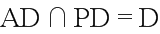 AD ∩ PD = D